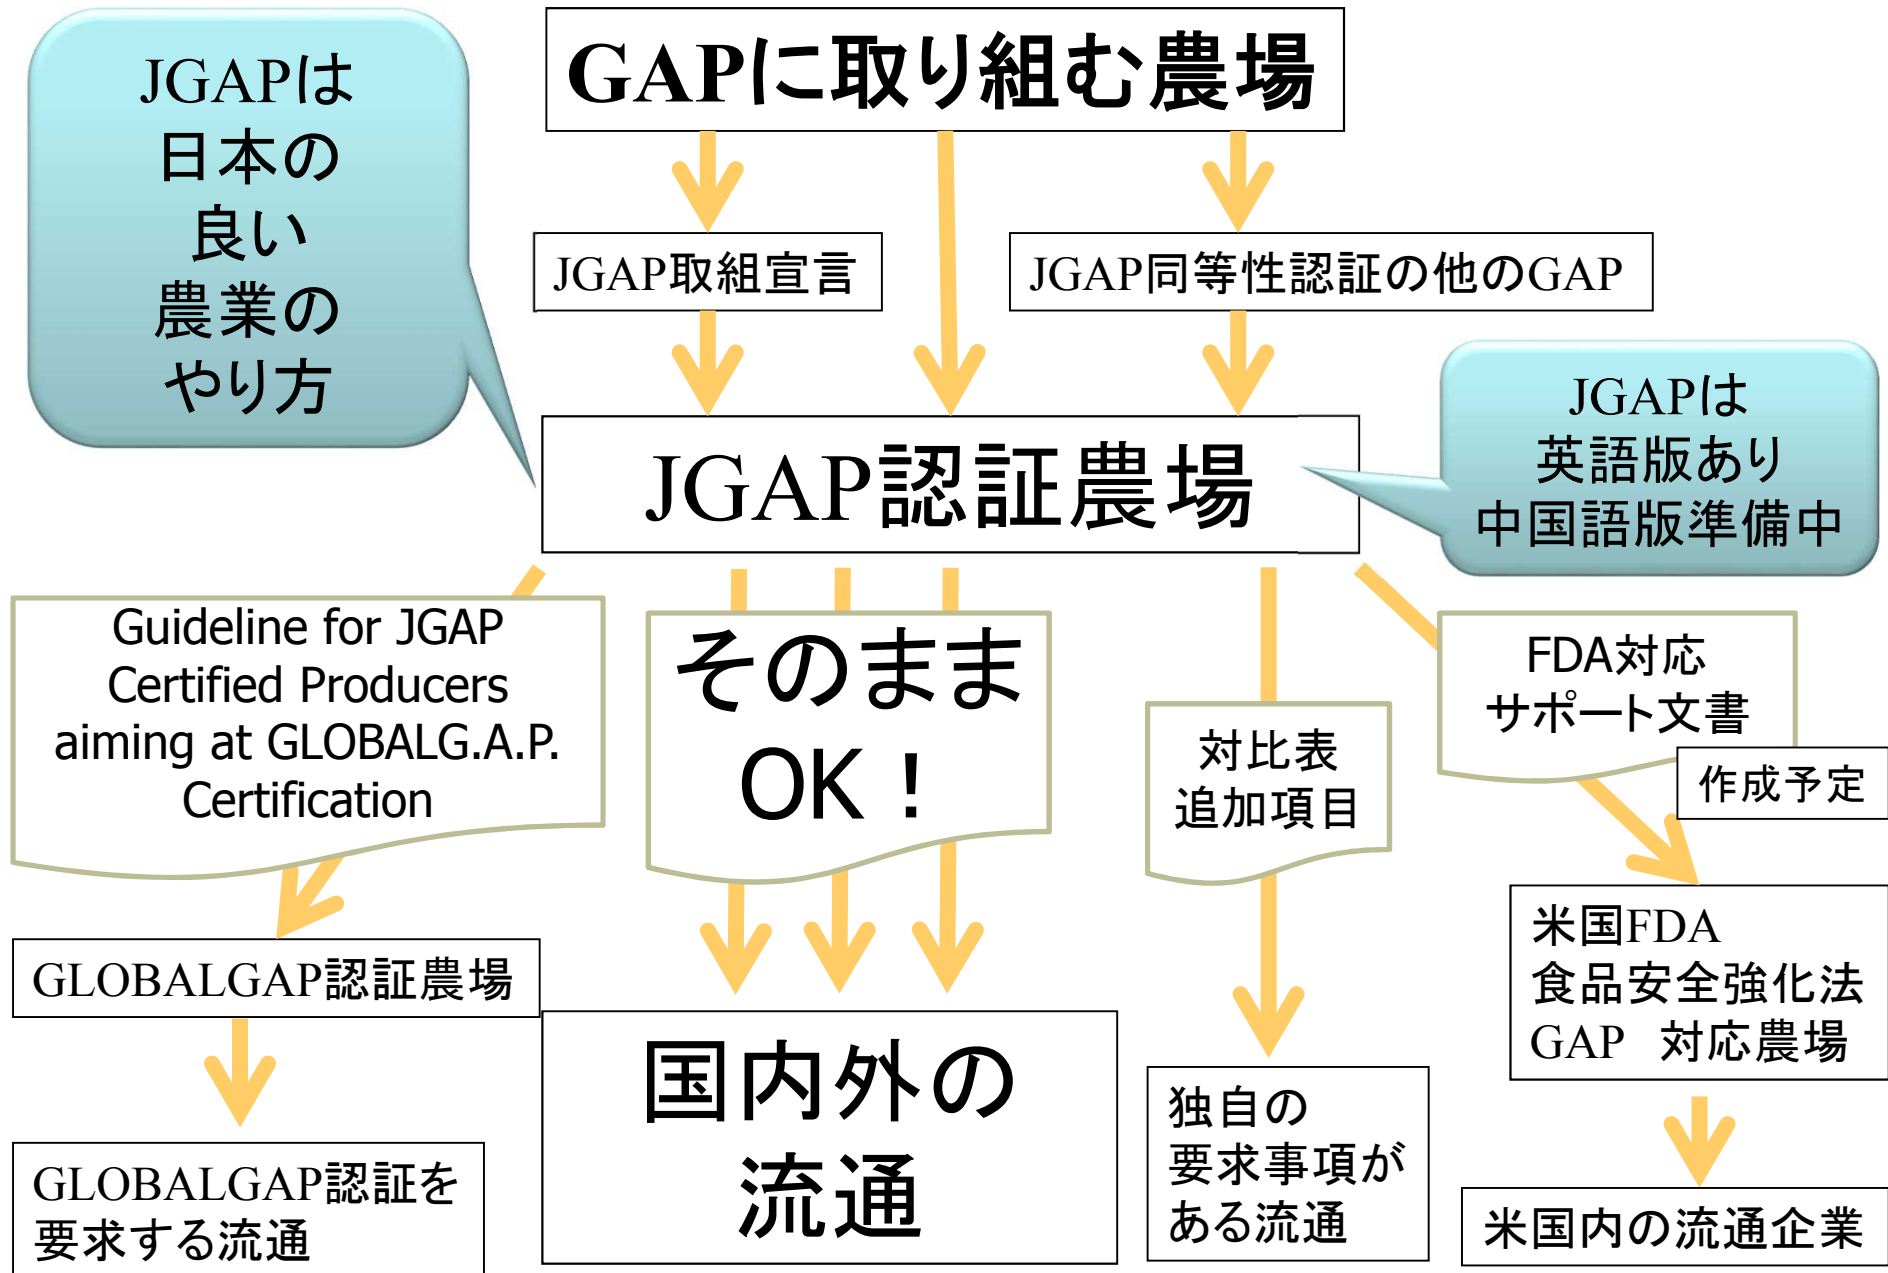 GAPに取り組む農場
JGAPは
日本の
良い
農業の
やり方
JGAP取組宣言
JGAP同等性認証の他のGAP
JGAP認証農場
JGAPは
英語版あり
中国語版準備中
Guideline for JGAP
Certified Producers
aiming at GLOBALG.A.P.
Certification
そのまま
OK！
対比表
追加項目
FDA対応
サポート文書
作成予定
GLOBALGAP認証農場
米国FDA
食品安全強化法
GAP　対応農場
国内外の
流通
独自の
要求事項が
ある流通
GLOBALGAP認証を
要求する流通
米国内の流通企業